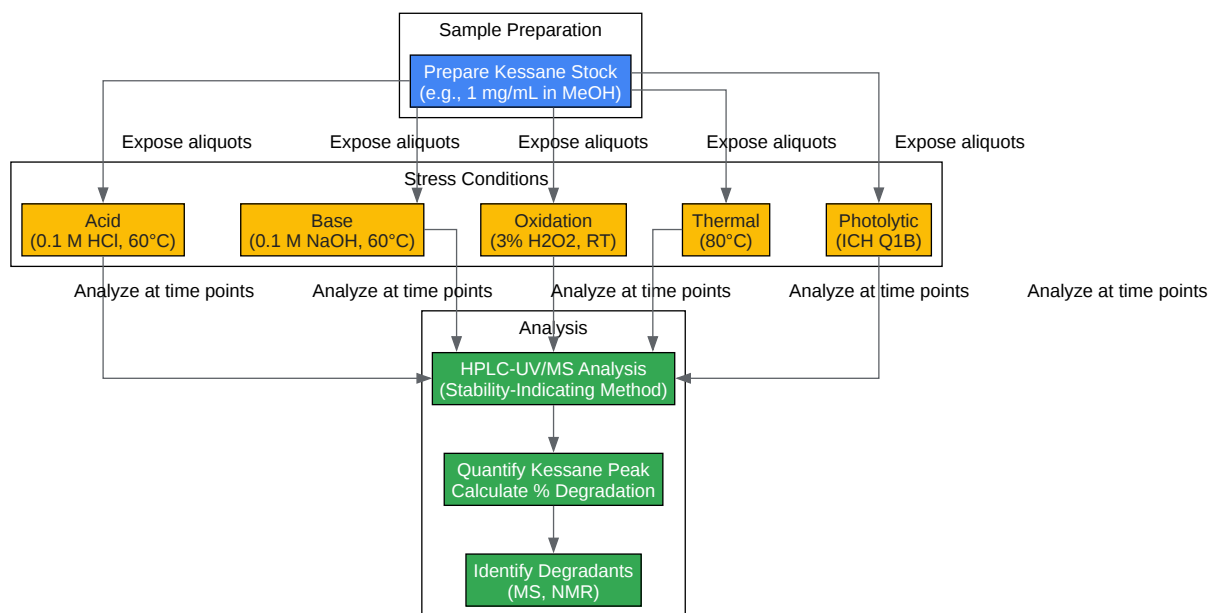 Sample Preparation
Prepare Kessane Stock
(e.g., 1 mg/mL in MeOH)
Expose aliquots
Expose aliquots
Expose aliquots
Expose aliquots
Expose aliquots
Stress Conditions
Acid
(0.1 M HCl, 60°C)
Base
(0.1 M NaOH, 60°C)
Oxidation
(3% H2O2, RT)
Thermal
(80°C)
Photolytic
(ICH Q1B)
Analyze at time points
Analyze at time points
Analyze at time points
Analyze at time points
Analyze at time points
Analysis
HPLC-UV/MS Analysis
(Stability-Indicating Method)
Quantify Kessane Peak
Calculate % Degradation
Identify Degradants
(MS, NMR)